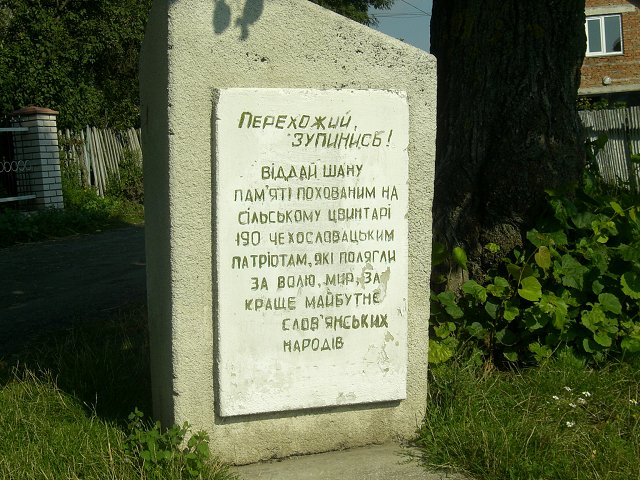 Перехожий,
зупинись!
віддай шану
пам'яті похованим на
сільському цвинтарі
190 чехословацьким
патріотам, які полягли
за волю, мир, за
краще майбутнє
слов'янських
народів